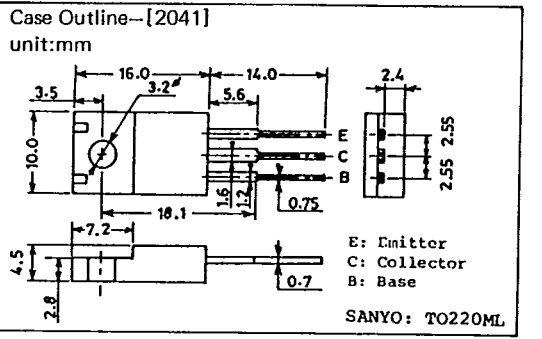 Case Outline—[2041]
unit:mm
16.0
14.0
3.5
3.2ø
5.6
2.4
10.0
E
C
B
2.55
2.55
1.6
1.2
0.75
18.1
7.2
4.5
2.8
0.7
E: Emitter
C: Collector
B: Base
SANYO: TO220ML